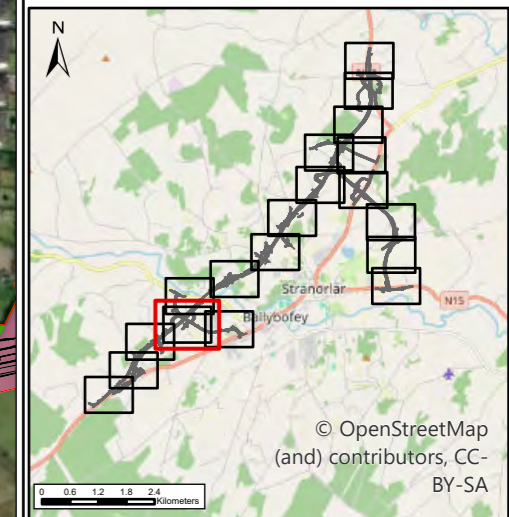 N
Stranorlar
N15
Ballybofey
© OpenStreetMap
(and) contributors, CC-
BY-SA
0 0.6 1.2 1.8 2.4
Kilometers